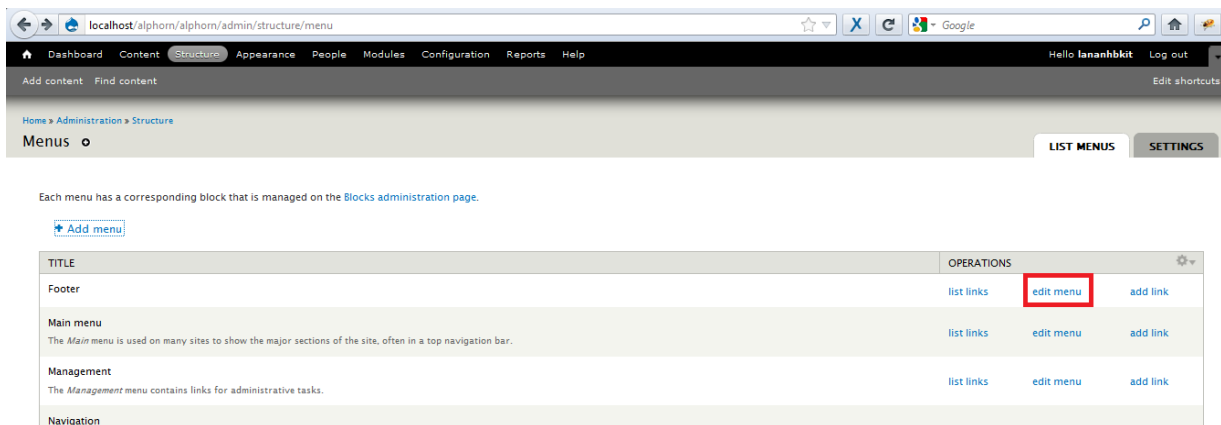 localhost/alphorn/alphorn/admin/structure/menu
Google
Dashboard Content Structure Appearance People Modules Configuration Reports Help Hello lananhbkit Log out
Add content Find content Edit shortcuts
Home » Administration » Structure
Menus
LIST MENUS SETTINGS
Each menu has a corresponding block that is managed on the Blocks administration page.
+ Add menu
TITLE OPERATIONS
Footer list links edit menu add link
Main menu
The Main menu is used on many sites to show the major sections of the site, often in a top navigation bar.
list links edit menu add link
Management
The Management menu contains links for administrative tasks.
list links edit menu add link
Navigation